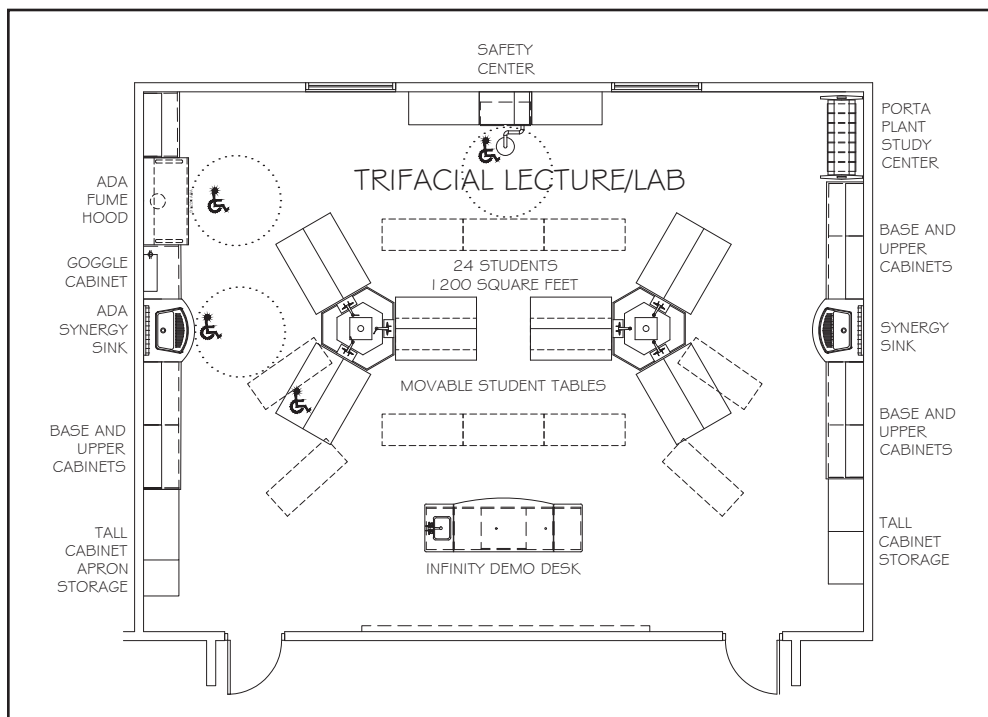 SAFETY
CENTER
PORTA
PLANT
STUDY
CENTER
TRIFACIAL LECTURE/LAB
ADA
FUME
HOOD
24 STUDENTS
1200 SQUARE FEET
BASE AND
UPPER
CABINETS
GOGGLE
CABINET
ADA
SYNERGY
SINK
SYNERGY
SINK
MOVABLE STUDENT TABLES
BASE AND
UPPER
CABINETS
BASE AND
UPPER
CABINETS
TALL
CABINET
APRON
STORAGE
INFINITY DEMO DESK
TALL
CABINET
STORAGE